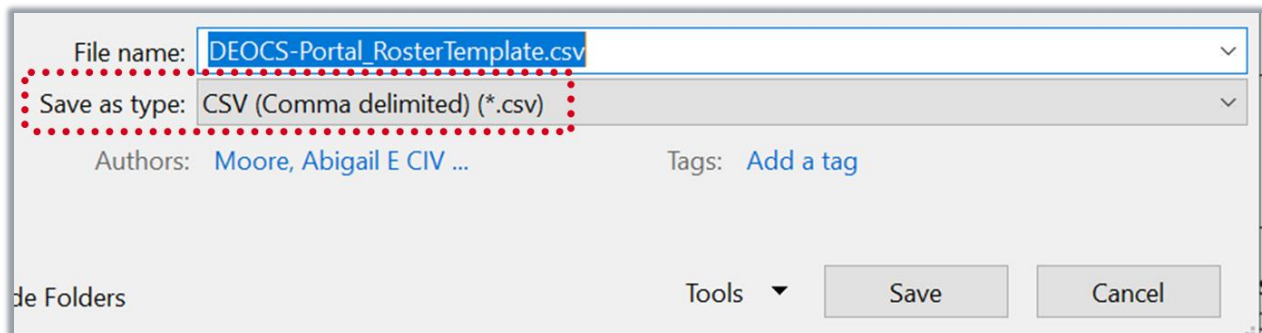 File name: DEOCS-Portal_RosterTemplate.csv
Save as type: CSV (Comma delimited) (*.csv)
Authors: Moore, Abigail E CIV ... Tags: Add a tag
de Folders Tools Save Cancel